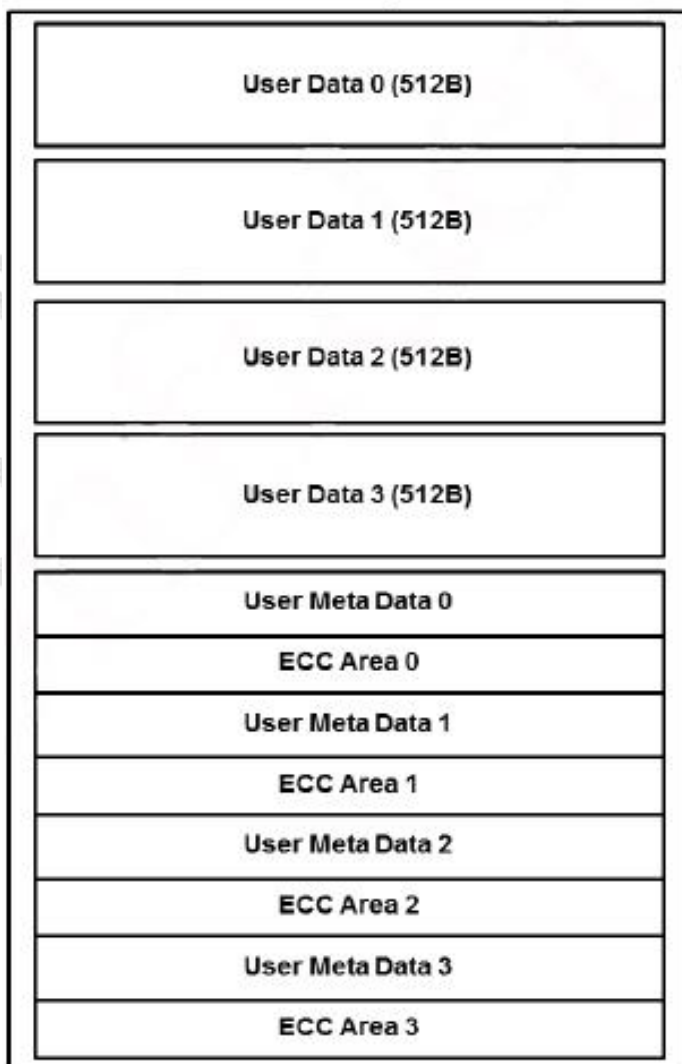 User Data 0 (512B)
User Data 1 (512B)
User Data 2 (512B)
User Data 3 (512B)
User Meta Data 0
ECC Area 0
User Meta Data 1
ECC Area 1
User Meta Data 2
ECC Area 2
User Meta Data 3
ECC Area 3